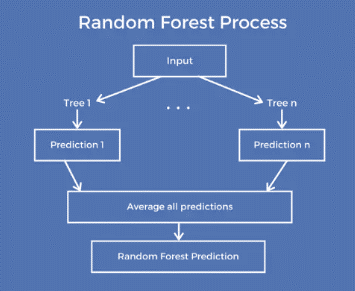 Random Forest Process
Input
Tree 1 . . . Tree n
Prediction 1 Prediction n
Average all predictions
Random Forest Prediction